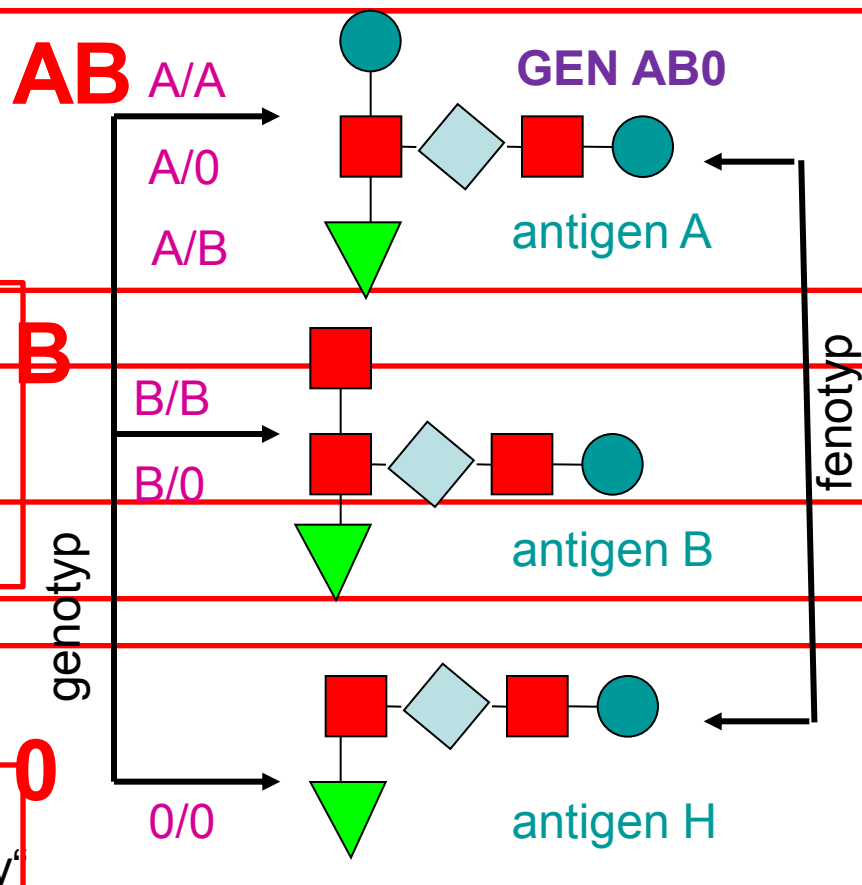 AB
A/A
GEN AB0
A/0
A/B
antigen A
B
B/B
fenotyp
B/0
antigen B
genotyp
0
0/0
antigen H
y“